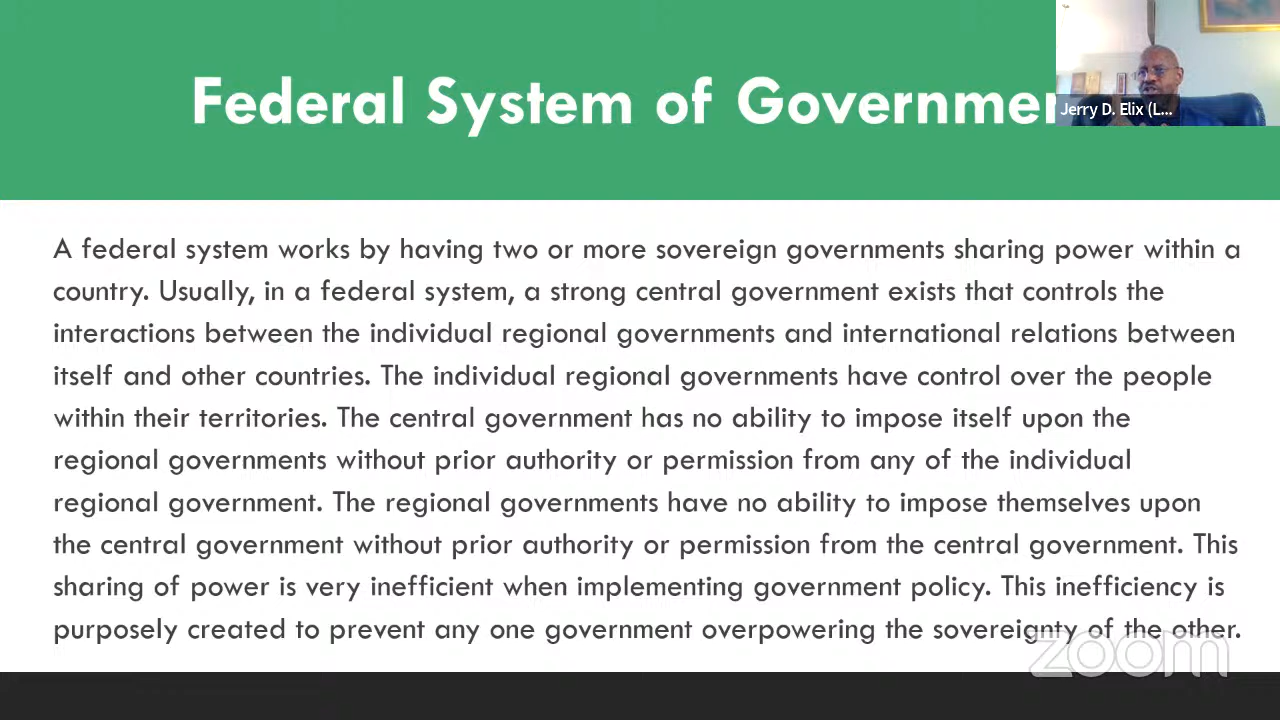 Federal System of Governmen
Jerry D. Elix (L...
A federal system works by having two or more sovereign governments sharing power within a
country. Usually, in a federal system, a strong central government exists that controls the
interactions between the individual regional governments and international relations between
itself and other countries. The individual regional governments have control over the people
within their territories. The central government has no ability to impose itself upon the
regional governments without prior authority or permission from any of the individual
regional government. The regional governments have no ability to impose themselves upon
the central government without prior authority or permission from the central government. This
sharing of power is very inefficient when implementing government policy. This inefficiency is
purposely created to prevent any one government overpowering the sovereignty of the other.
zoom